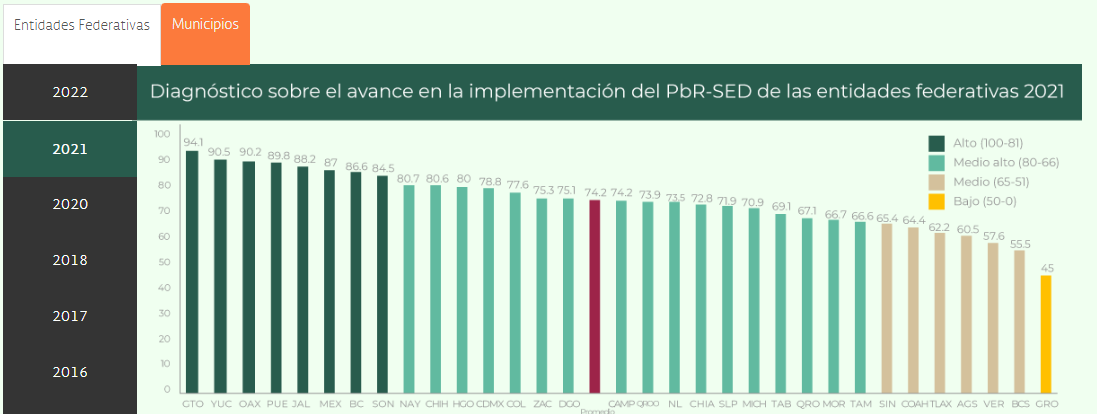 Entidades Federativas
Municipios
2022
2021
2020
2018
2017
2016
Diagnóstico sobre el avance en la implementación del PbR-SED de las entidades federativas 2021
Alto (100-81)
Medio alto (80-66)
Medio (65-51)
Bajo (50-0)
100
90
80
70
60
50
40
30
20
10
0
94.1 90.5 90.2 89.8 88.2 87 86.6 84.5 80.7 80.6 80 78.8 77.6 75.3 75.1 74.2 74.2 73.9 73.5 72.8 71.9 70.9 69.1 67.1 66.7 66.6 65.4 64.4 62.2 60.5 57.6 55.5 45
GTO YUC OAX PUE JAL MEX BC SON NAY CHIH HGO CDMX COL ZAC DGO CAMP QROO NL CHIA SLP MICH TAB QRO MOR TAM SIN COAH TLAX AGS VER BCS GRO
Promedio